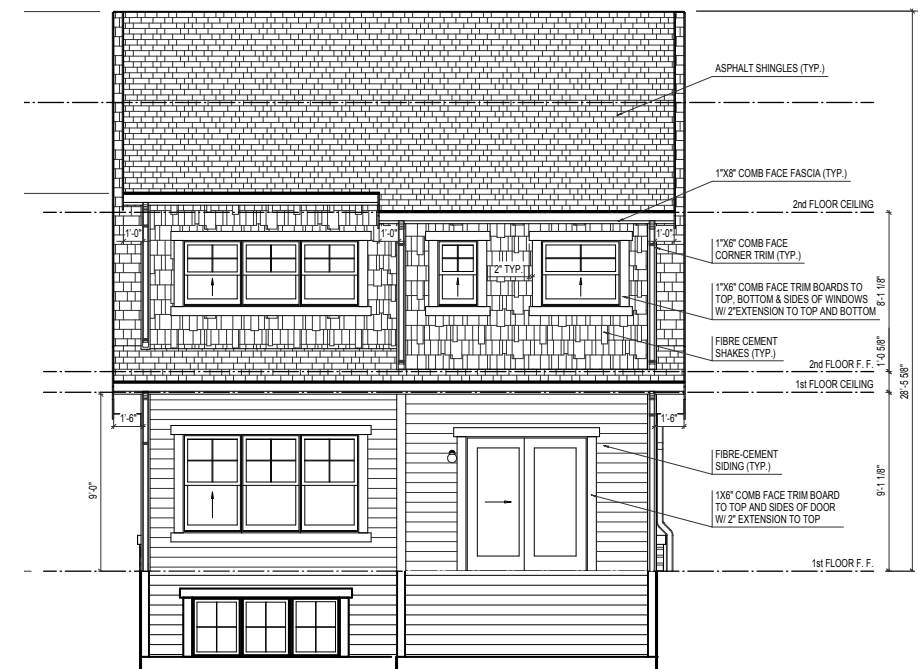 ASPHALT SHINGLES (TYP.)
1"X8" COMB FACE FASCIA (TYP.)
2nd FLOOR CEILING
1'-0"
1'-0"
1'-0"
1"X6" COMB FACE
CORNER TRIM (TYP.)
2" TYP.
1"X6" COMB FACE TRIM BOARDS TO
TOP, BOTTOM & SIDES OF WINDOWS
W/ 2"EXTENSION TO TOP AND BOTTOM
8'-1 1/8"
FIBRE CEMENT
SHAKES (TYP.)
2nd FLOOR F. F.
1'-0 5/8"
1st FLOOR CEILING
28'-5 5/8"
1'-6"
1'-6"
FIBRE-CEMENT
SIDING (TYP.)
9'-0"
9'-1 1/8"
1X6" COMB FACE TRIM BOARD
TO TOP AND SIDES OF DOOR
W/ 2" EXTENSION TO TOP
1st FLOOR F. F.